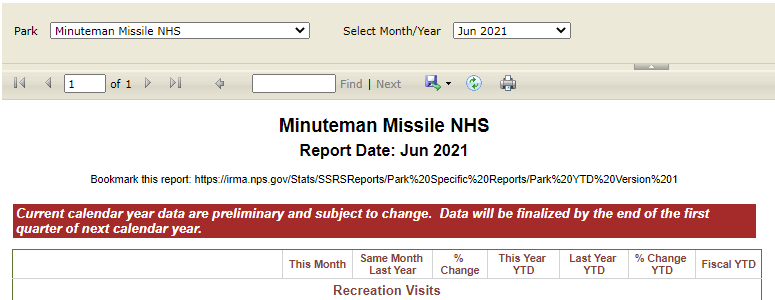 Park Minuteman Missile NHS Select Month/Year Jun 2021
1 of 1 Find | Next
Minuteman Missile NHS
Report Date: Jun 2021
Bookmark this report: https://irma.nps.gov/Stats/SSRSReports/Park%20Specific%20Reports/Park%20YTD%20Version%201
Current calendar year data are preliminary and subject to change. Data will be finalized by the end of the first
quarter of next calendar year.
This Month Same Month Last Year % Change This Year YTD Last Year YTD % Change YTD Fiscal YTD
Recreation Visits